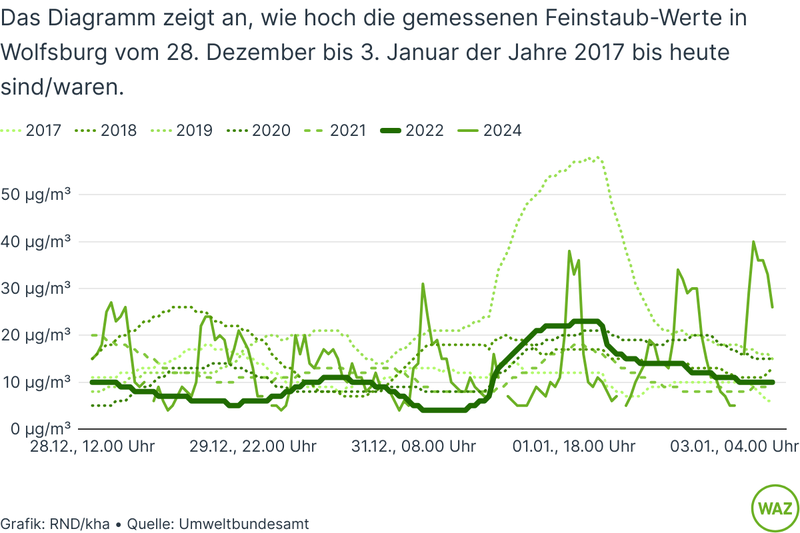 Das Diagramm zeigt an, wie hoch die gemessenen Feinstaub-Werte in
Wolfsburg vom 28. Dezember bis 3. Januar der Jahre 2017 bis heute
sind/waren.
2017 2018 2019 2020 2021 2022 2024
50 µg/m³
40 µg/m³
30 µg/m³
20 µg/m³
10 µg/m³
0 µg/m³
28.12., 12.00 Uhr 29.12., 22.00 Uhr 31.12., 08.00 Uhr 01.01., 18.00 Uhr 03.01., 04.00 Uhr
WAZ
Grafik: RND/kha • Quelle: Umweltbundesamt